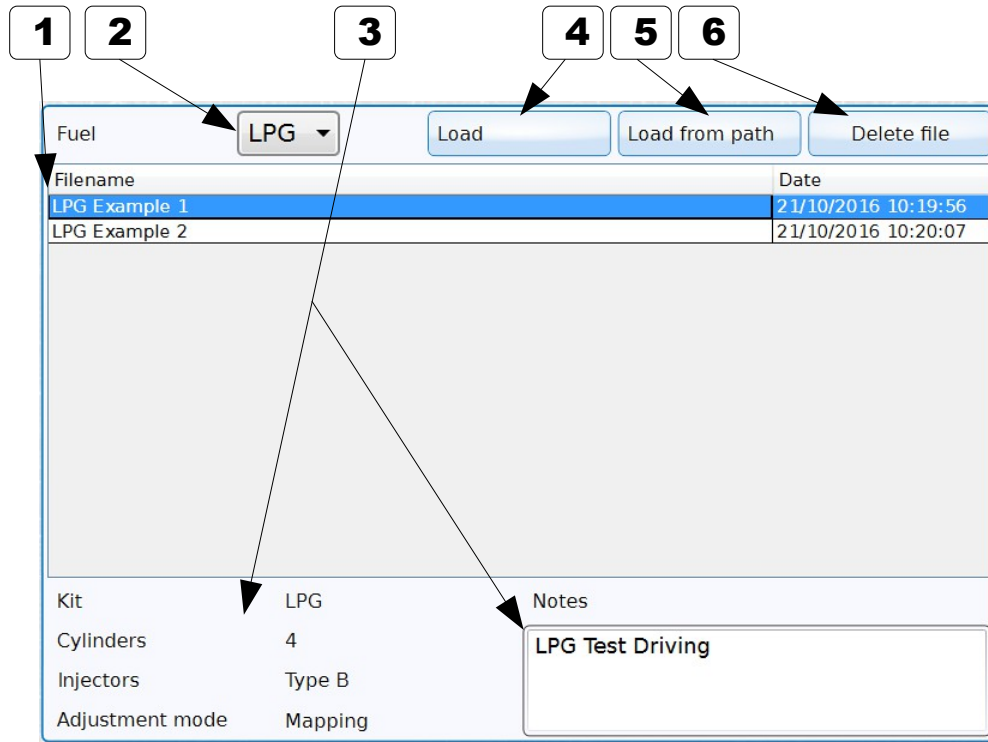 1 2 3 4 5 6
Fuel LPG Load Load from path Delete file
Filename Date
LPG Example 1 21/10/2016 10:19:56
LPG Example 2 21/10/2016 10:20:07
Kit LPG Notes
Cylinders 4 LPG Test Driving
Injectors Type B
Adjustment mode Mapping